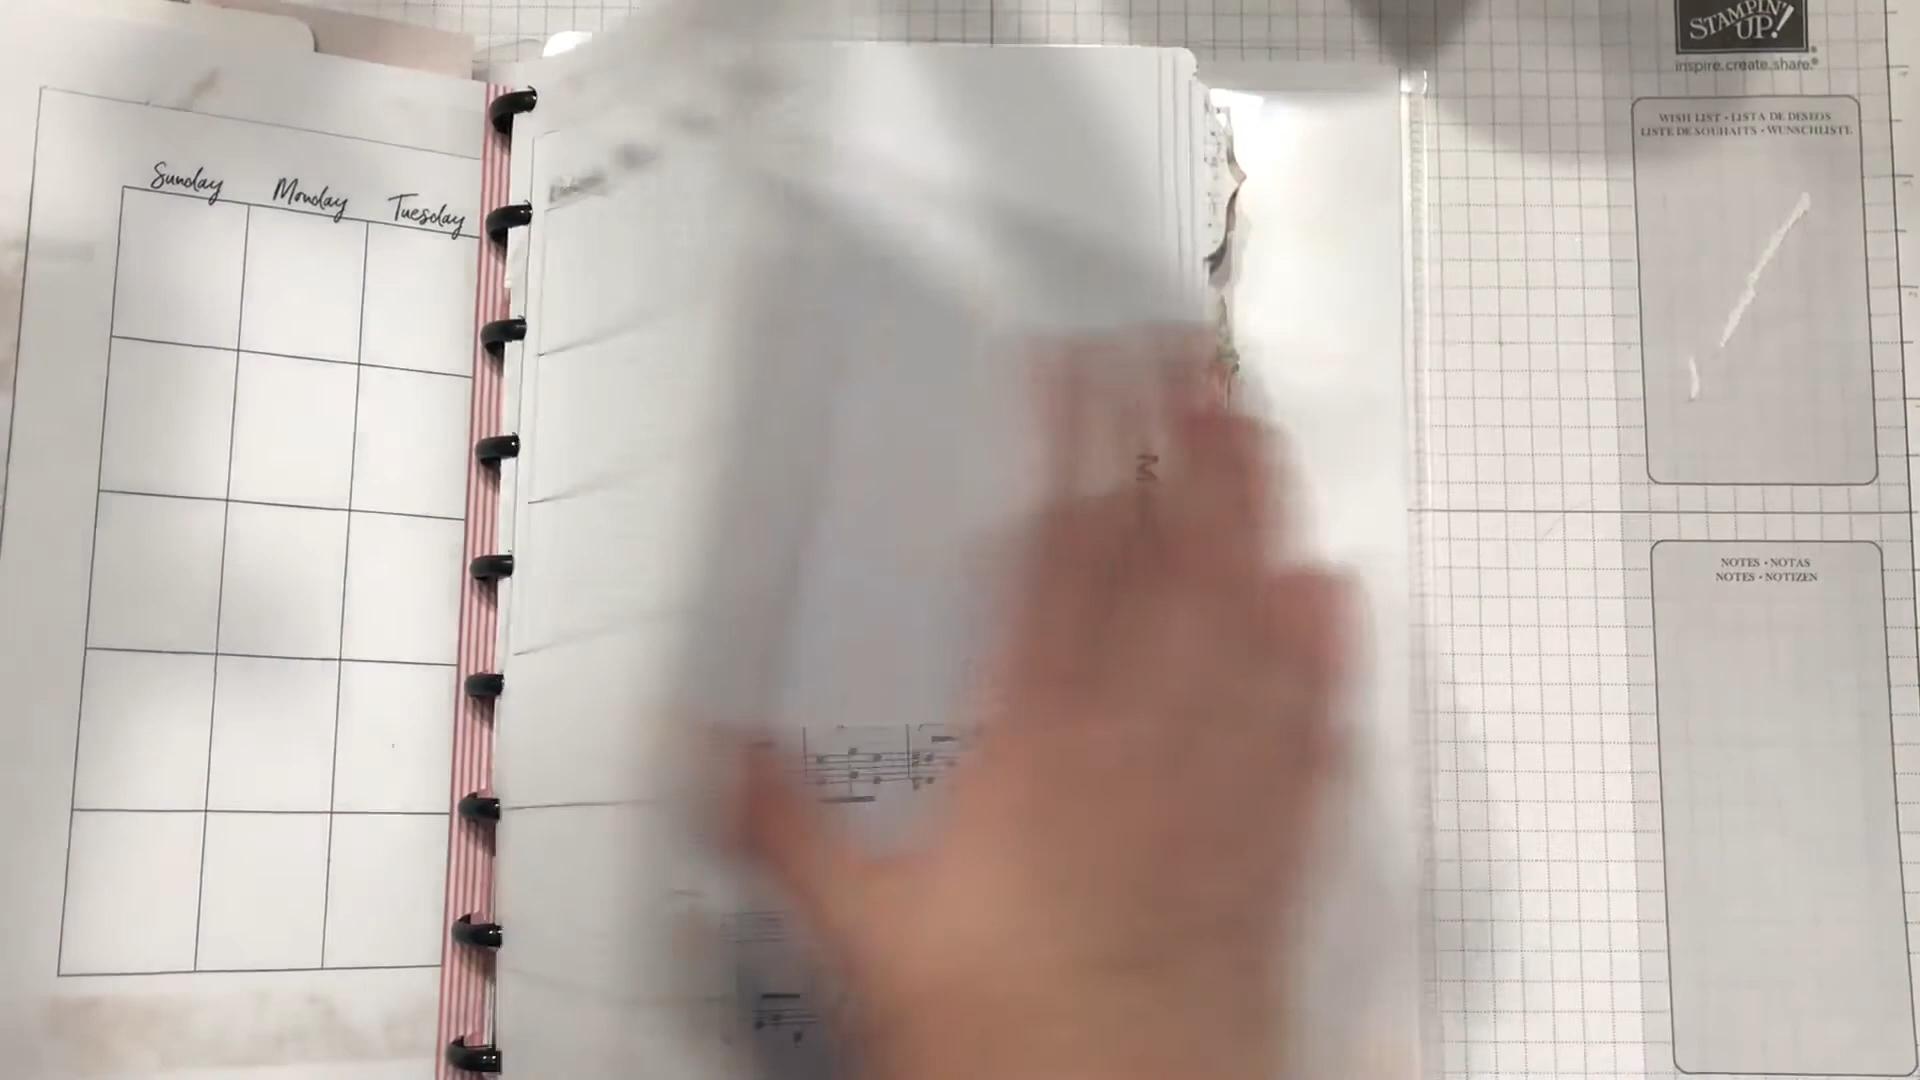 Sunday
Monday
Tuesday
M
STAMPIN'
UP!®
inspire.create.share.®
WISH LIST • LISTA DE DESEOS
LISTE DE SOUHAITS • WUNSCHLISTE
NOTES • NOTAS
NOTES • NOTIZEN